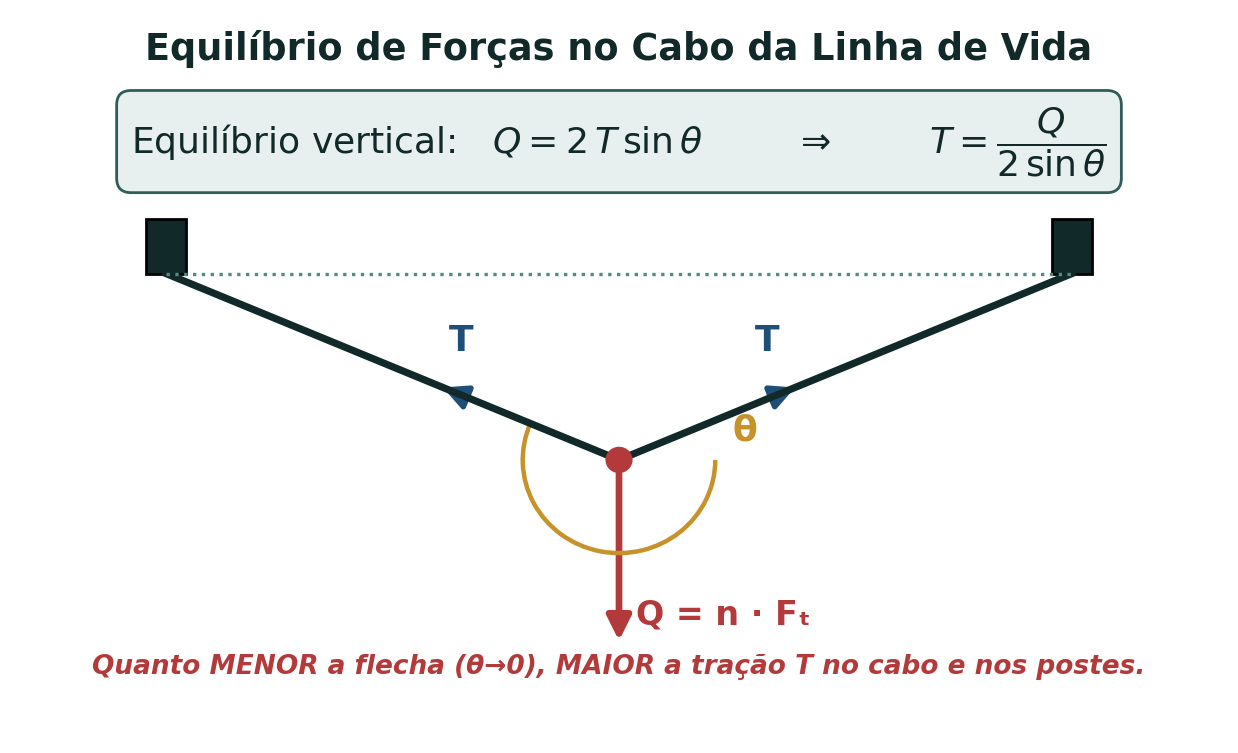 Equilíbrio de Forças no Cabo da Linha de Vida
Equilíbrio vertical: Q = 2 T sin θ ⇒ T = Q / 2 sin θ
T T
θ
Q = n · Fₜ
Quanto MENOR a flecha (θ→0), MAIOR a tração T no cabo e nos postes.